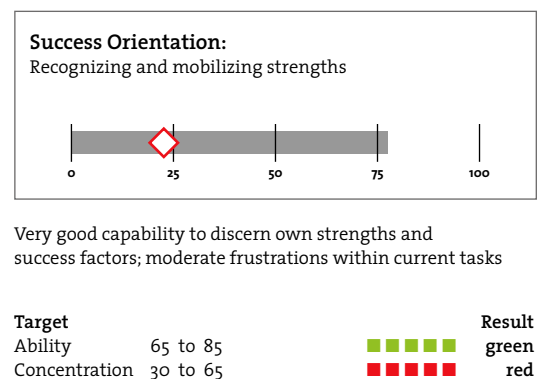 Success Orientation:
Recognizing and mobilizing strengths
0 25 50 75 100
Very good capability to discern own strengths and
success factors; moderate frustrations within current tasks
Target Result
Ability 65 to 85 green
Concentration 30 to 65 red